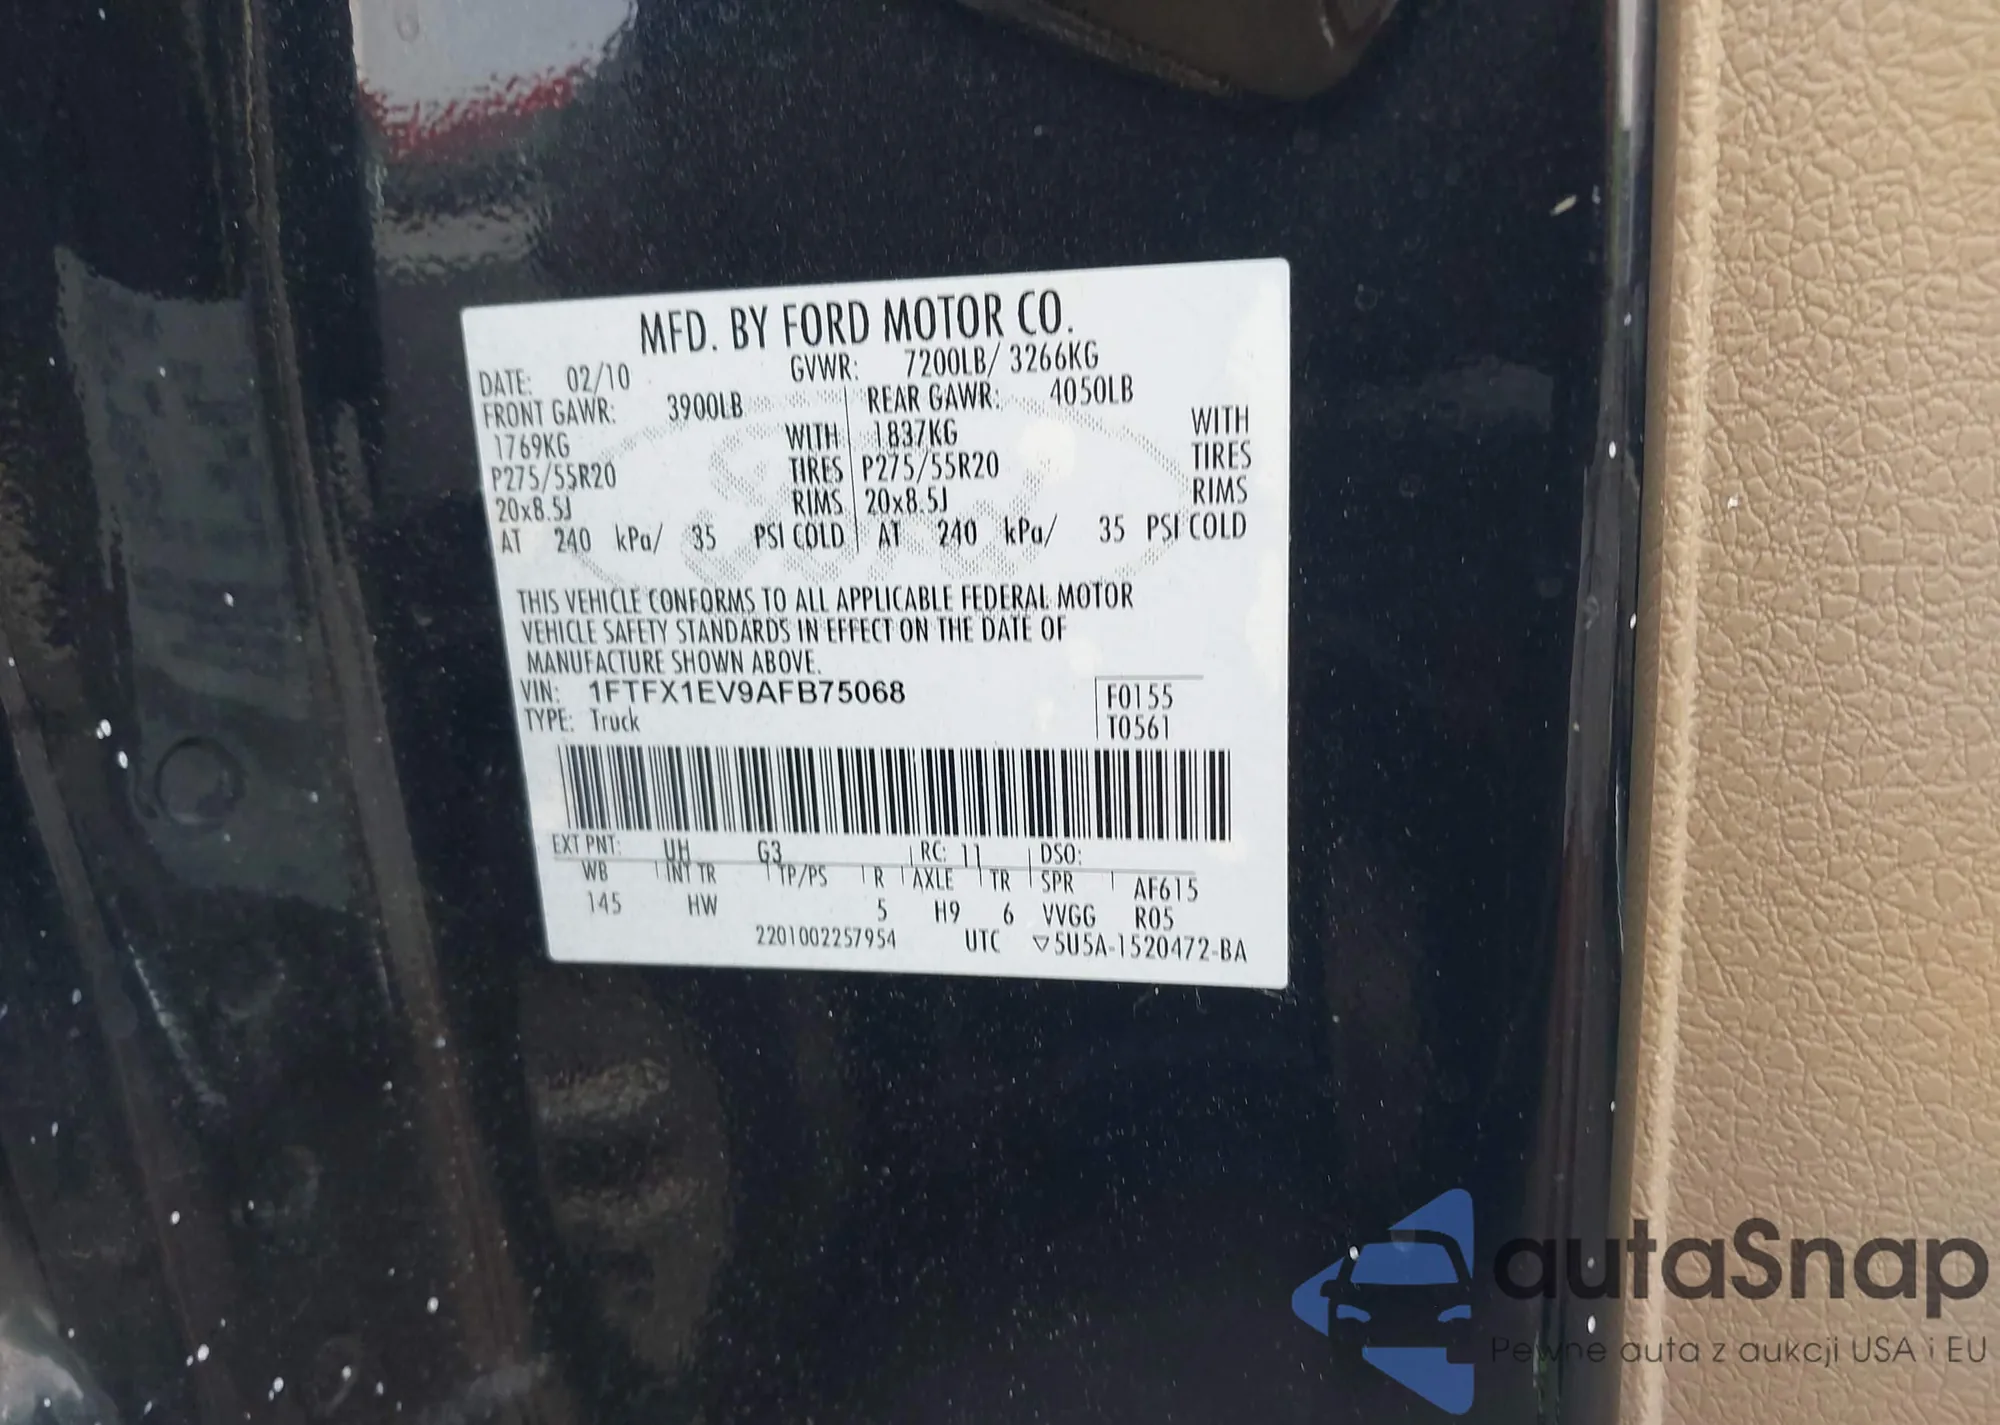 MFD. BY FORD MOTOR CO.
DATE: 02/10 GVWR: 7200LB/ 3266KG
FRONT GAWR: 3900LB REAR GAWR: 4050LB
1769KG WITH 1837KG WITH
P275/55R20 TIRES P275/55R20 TIRES
20x8.5J RIMS 20x8.5J RIMS
AT 240 kPa/ 35 PSI COLD AT 240 kPa/ 35 PSI COLD
THIS VEHICLE CONFORMS TO ALL APPLICABLE FEDERAL MOTOR
VEHICLE SAFETY STANDARDS IN EFFECT ON THE DATE OF
MANUFACTURE SHOWN ABOVE.
VIN: 1FTFX1EV9AFB75068 F0155
TYPE: Truck T0561
EXT PNT: UH G3 RC: 11 DSO:
WB INT TR TP/PS R AXLE TR SPR AF615
145 HW 5 H9 6 VVGG R05
2201002257954 UTC ▽5U5A-1520472-BA
autaSnap
Pewne auta z aukcji USA i EU